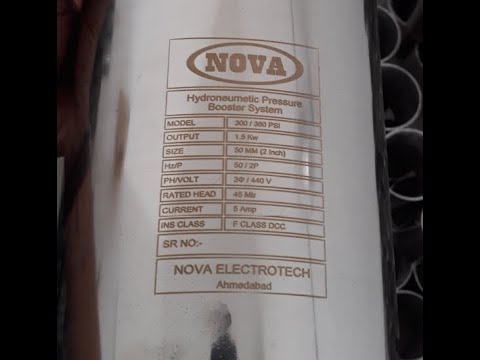 NOVA
Hydroneumetic Pressure
Booster System
MODEL 300 / 360 PSI
OUTPUT 1.5 Kw
SIZE 50 MM (2 Inch)
Hz/P 50 / 2P
PH/VOLT 3Φ / 440 V
RATED HEAD 45 Mtr
CURRENT 5 Amp
INS CLASS F CLASS DCC
SR NO:-
NOVA ELECTROTECH
Ahmedabad